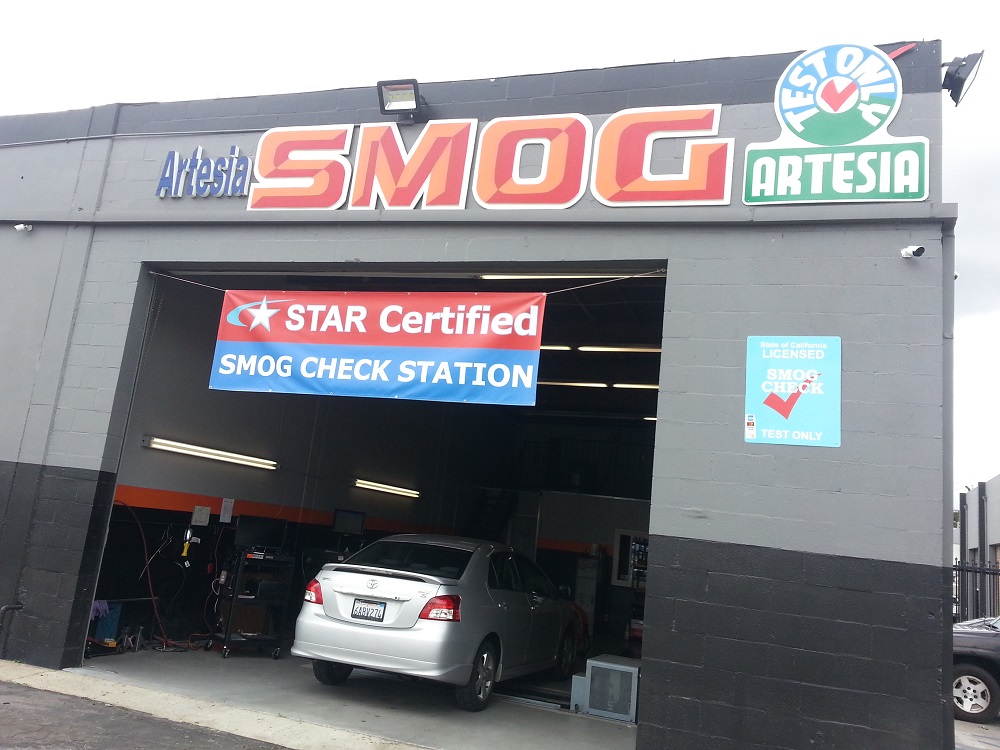 Artesia SMOG
TEST ONLY
ARTESIA
STAR Certified
SMOG CHECK STATION
State of California
LICENSED
SMOG
CHECK
TEST ONLY